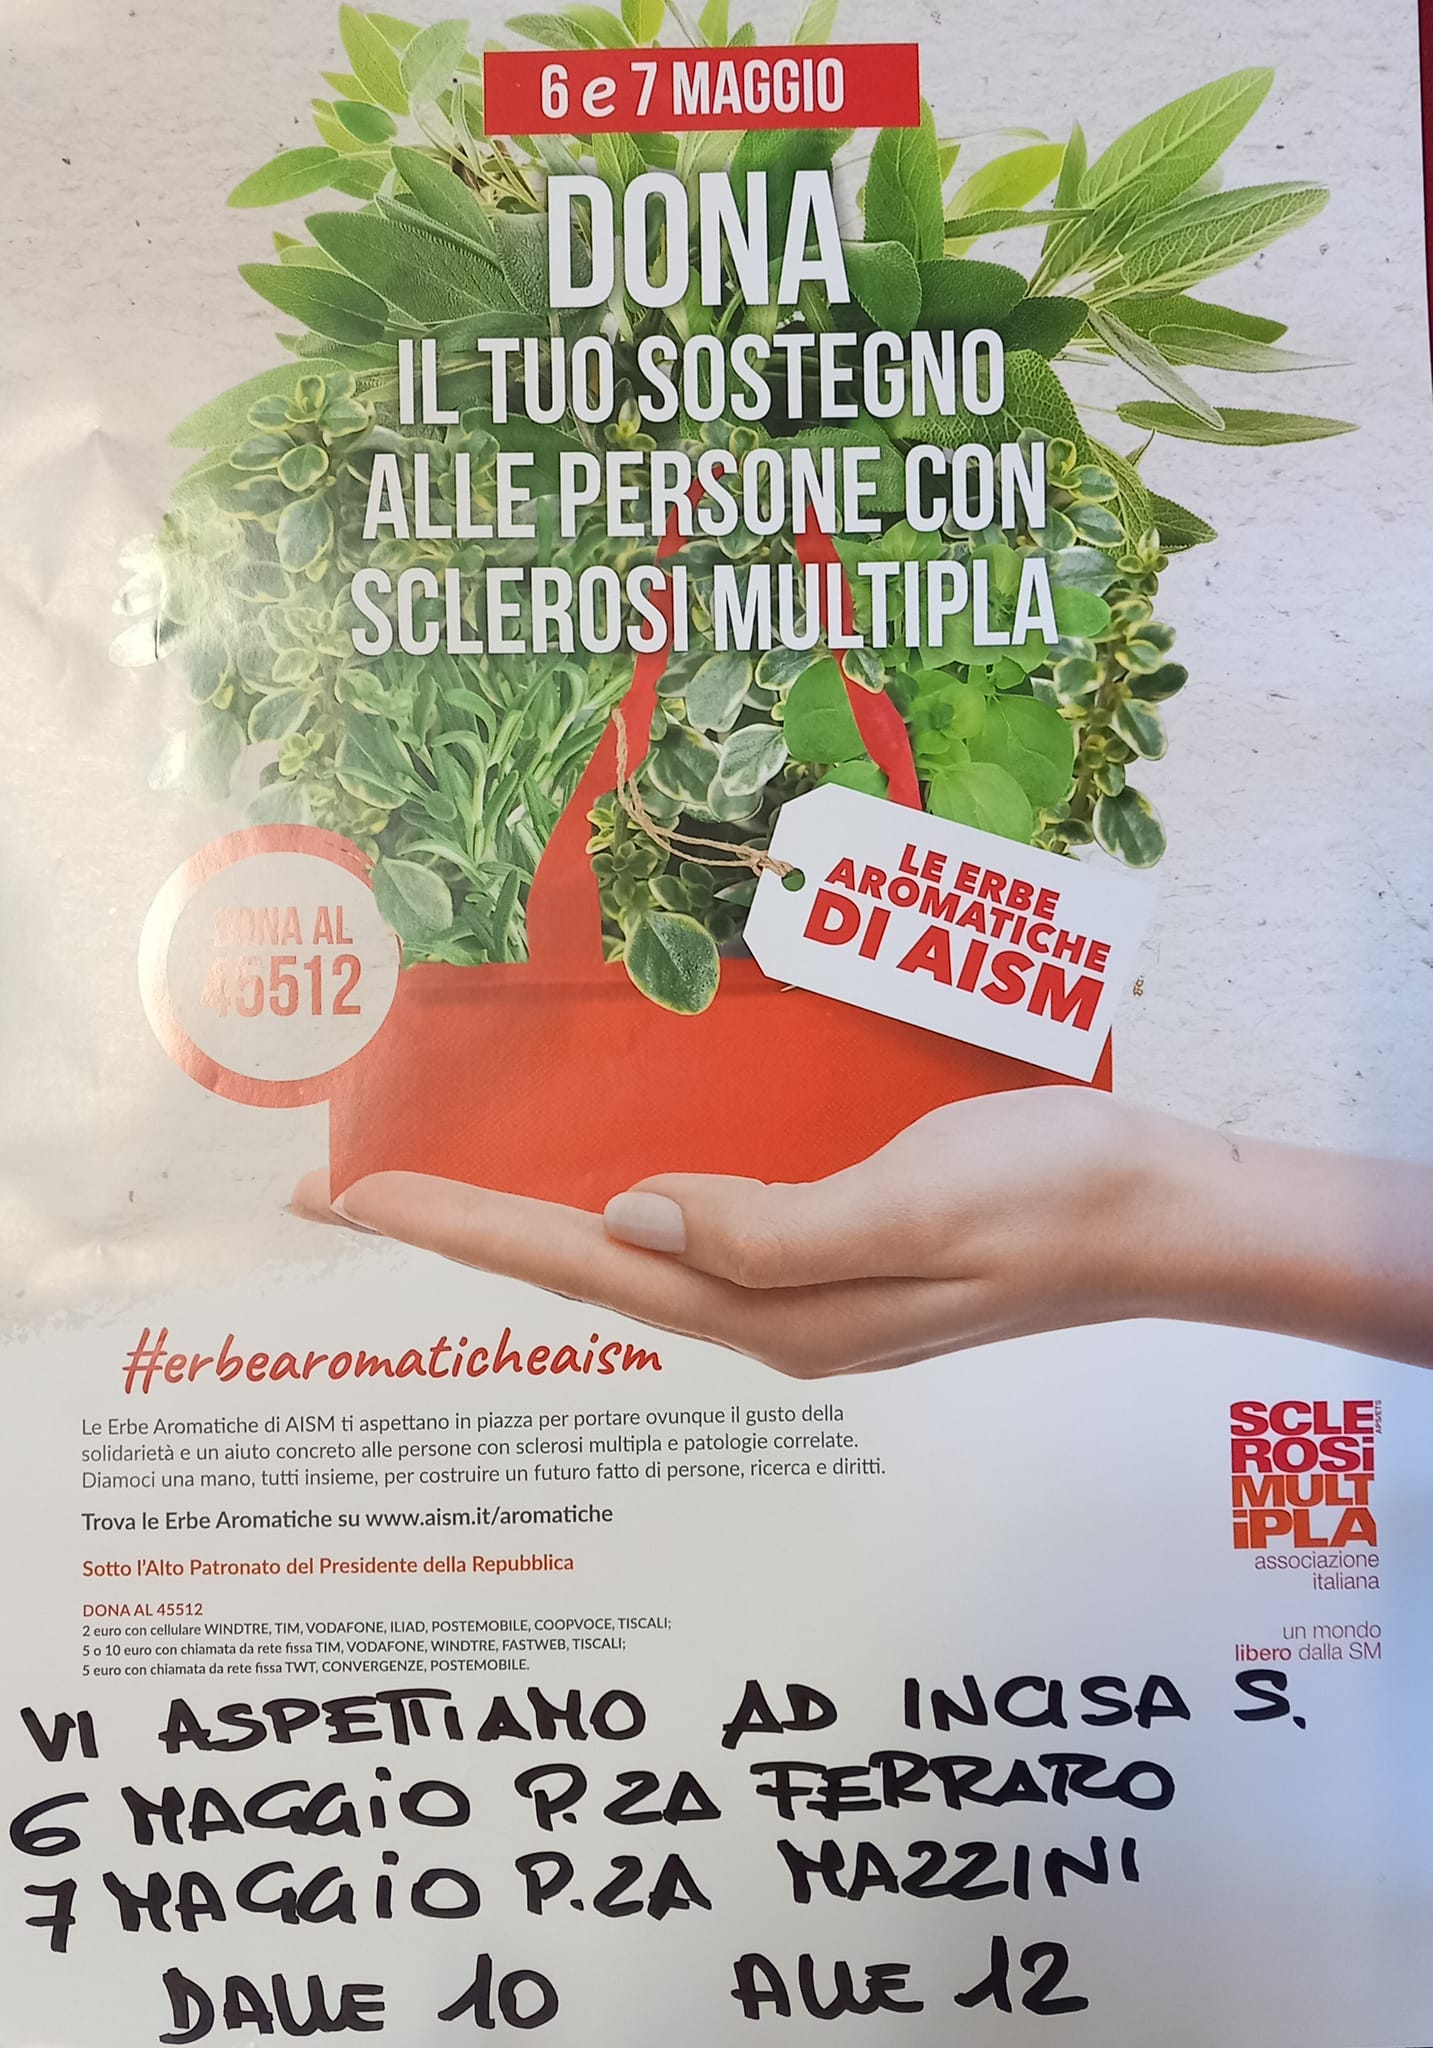 6 e 7 MAGGIO
DONA
IL TUO SOSTEGNO
ALLE PERSONE CON
SCLEROSI MULTIPLA
LE ERBE
AROMATICHE
DI AISM
DONA AL
45512
#erbearomaticheaism
Le Erbe Aromatiche di AISM ti aspettano in piazza per portare ovunque il gusto della
solidarietà e un aiuto concreto alle persone con sclerosi multipla e patologie correlate.
Diamoci una mano, tutti insieme, per costruire un futuro fatto di persone, ricerca e diritti.
Trova le Erbe Aromatiche su www.aism.it/aromatiche
Sotto l'Alto Patronato del Presidente della Repubblica
DONA AL 45512
2 euro con cellulare WINDTRE, TIM, VODAFONE, ILIAD, POSTEMOBILE, COOPVOCE, TISCALI;
5 o 10 euro con chiamata da rete fissa TIM, VODAFONE, WINDTRE, FASTWEB, TISCALI;
5 euro con chiamata da rete fissa TWT, CONVERGENZE, POSTEMOBILE.
SCLE
ROSi
MULT
iPLA
APS/ETS
associazione
italiana
un mondo
libero dalla SM
VI ASPETTIAMO AD INCISA S.
6 MAGGIO P.ZA FERRARO
7 MAGGIO P.ZA MAZZINI
DALLE 10 ALLE 12